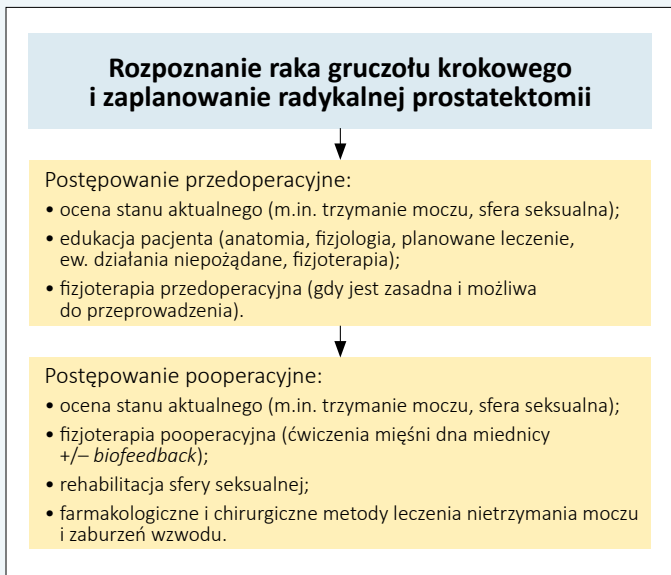 Rozpoznanie raka gruczołu krokowego
i zaplanowanie radykalnej prostatektomii
Postępowanie przedoperacyjne:
• ocena stanu aktualnego (m.in. trzymanie moczu, sfera seksualna);
• edukacja pacjenta (anatomia, fizjologia, planowane leczenie,
ew. działania niepożądane, fizjoterapia);
• fizjoterapia przedoperacyjna (gdy jest zasadna i możliwa
do przeprowadzenia).
Postępowanie pooperacyjne:
• ocena stanu aktualnego (m.in. trzymanie moczu, sfera seksualna);
• fizjoterapia pooperacyjna (ćwiczenia mięśni dna miednicy
+/– biofeedback);
• rehabilitacja sfery seksualnej;
• farmakologiczne i chirurgiczne metody leczenia nietrzymania moczu
i zaburzeń wzwodu.